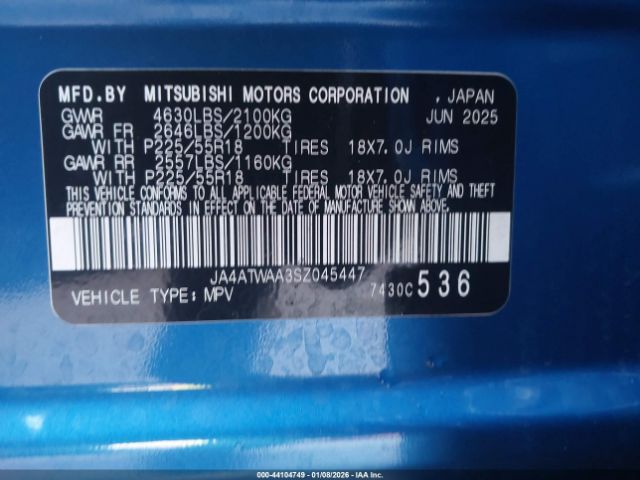 MFD.BY MITSUBISHI MOTORS CORPORATION , JAPAN
GVWR 4630LBS/2100KG JUN 2025
GAWR FR 2646LBS/1200KG
WITH P225/55R18 TIRES 18X7.0J RIMS
GAWR RR 2557LBS/1160KG
WITH P225/55R18 TIRES 18X7.0J RIMS
THIS VEHICLE CONFORMS TO ALL APPLICABLE FEDERAL MOTOR VEHICLE SAFETY AND THEFT
PREVENTION STANDARDS IN EFFECT ON THE DATE OF MANUFACTURE SHOWN ABOVE.
JA4ATWAA3SZ045447
VEHICLE TYPE:MPV 7430C 536
000-44104749 | 01/08/2026 - IAA Inc. | IAA